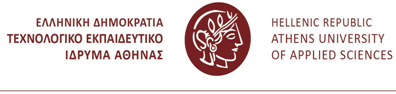 ΕΛΛΗΝΙΚΗ ΔΗΜΟΚΡΑΤΙΑ
ΤΕΧΝΟΛΟΓΙΚΟ ΕΚΠΑΙΔΕΥΤΙΚΟ
ΙΔΡΥΜΑ ΑΘΗΝΑΣ
HELLENIC REPUBLIC
ATHENS UNIVERSITY
OF APPLIED SCIENCES